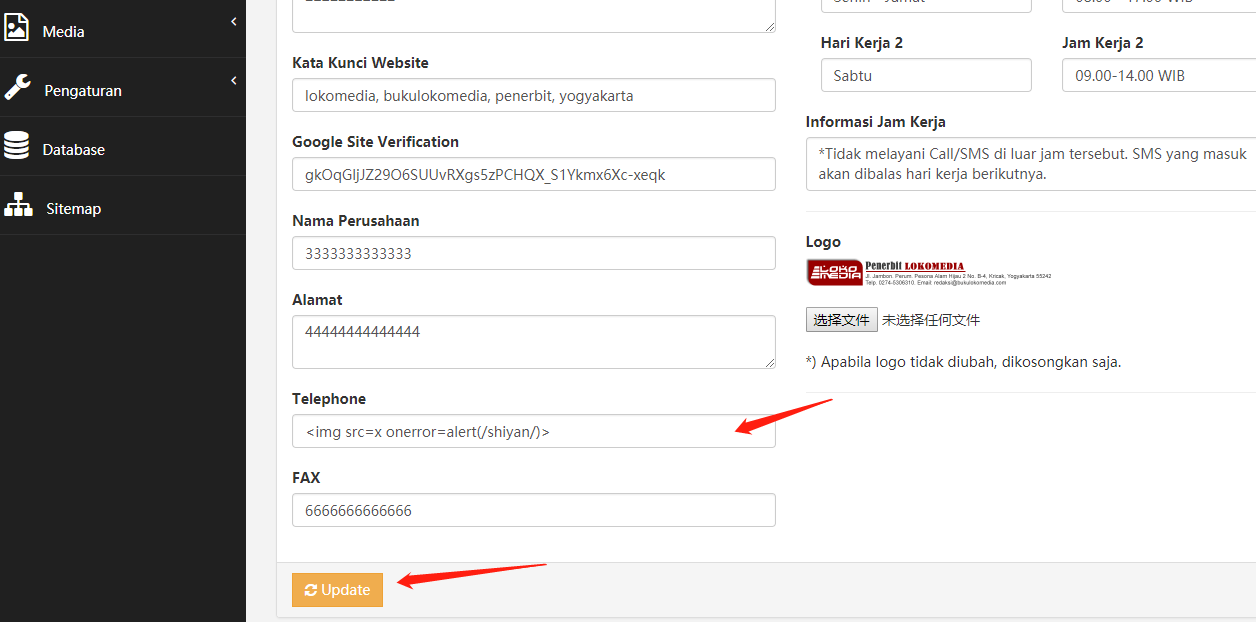 Media
Pengaturan
Database
Sitemap
Kata Kunci Website
lokomedia, bukulokomedia, penerbit, yogyakarta
Google Site Verification
gkOqGljJZ29O6SUUvRXgs5zPCHQX_S1Ykmx6Xc-xeqk
Nama Perusahaan
3333333333333
Alamat
44444444444444
Telephone
<img src=x onerror=alert(/shiyan/)>
FAX
6666666666666
Update
Hari Kerja 2
Jam Kerja 2
Sabtu
09.00-14.00 WIB
Informasi Jam Kerja
*Tidak melayani Call/SMS di luar jam tersebut. SMS yang masuk
akan dibalas hari kerja berikutnya.
Logo
LOKO
MEDIA
Penerbit LOKOMEDIA
Jl. Jambon. Perum. Pesona Alam Hijau 2 No. B-4, Kricak, Yogyakarta 55242
Telp. 0274-5306310. Email: redaksi@bukulokomedia.com
选择文件 未选择任何文件
*) Apabila logo tidak diubah, dikosongkan saja.